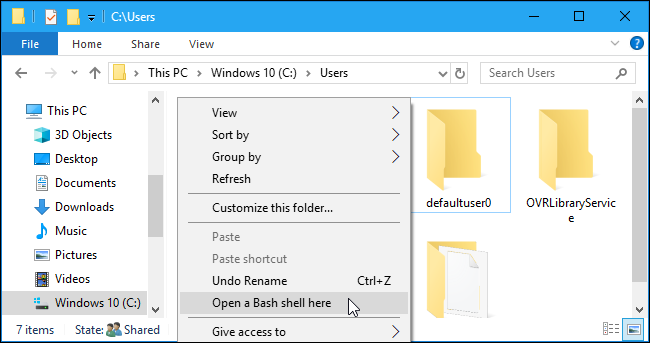 C:\Users
File
Home
Share
View
This PC
Windows 10 (C:)
Users
Search Users
This PC
3D Objects
Desktop
Documents
Downloads
Music
Pictures
Videos
Windows 10 (C:)
View
Sort by
Group by
Refresh
Customize this folder...
Paste
Paste shortcut
Undo Rename Ctrl+Z
Open a Bash shell here
Give access to
defaultuser0
OVRLibraryServic
e
7 items State: Shared